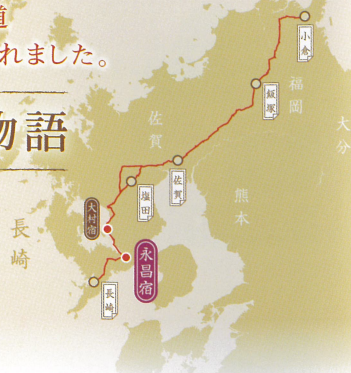 道
れました。
物語
小倉
飯塚
福岡
大分
佐賀
佐賀
塩田
熊本
大村宿
永昌宿
長崎
長崎